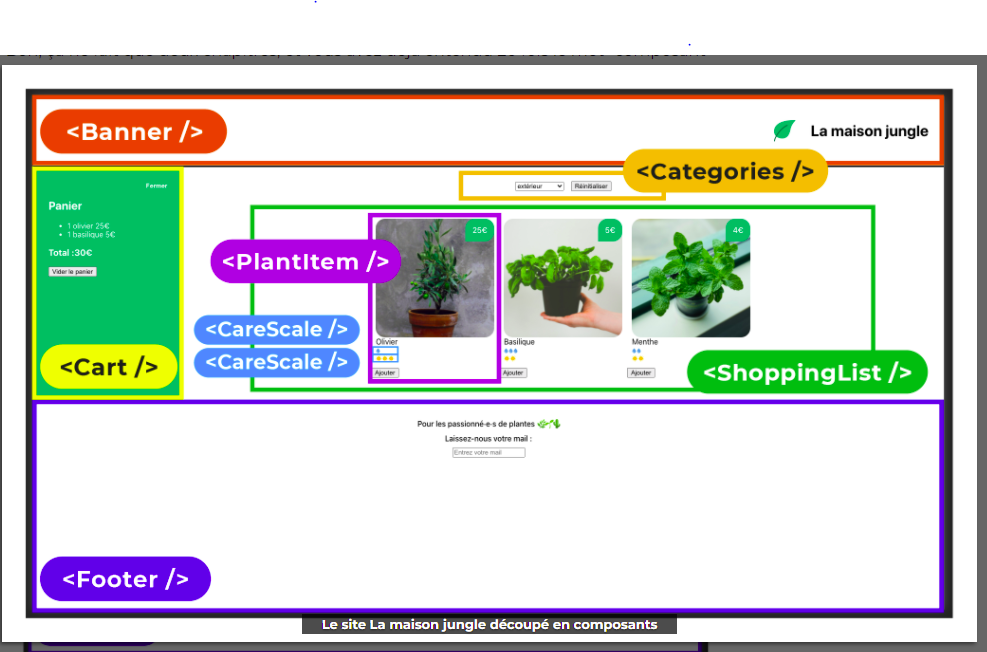 <Banner />
La maison jungle
<Categories />
extérieur
Réinitialiser
Fermer
Panier
1 olivier 25€
1 basilique 5€
Total :30€
Vider le panier
<Cart />
25€
5€
4€
<PlantItem />
<CareScale />
<CareScale />
Olivier
Basilique
Menthe
Ajouter
Ajouter
Ajouter
<ShoppingList />
Pour les passionné·e·s de plantes
Laissez-nous votre mail :
Entrez votre mail
<Footer />
Le site La maison jungle découpé en composants